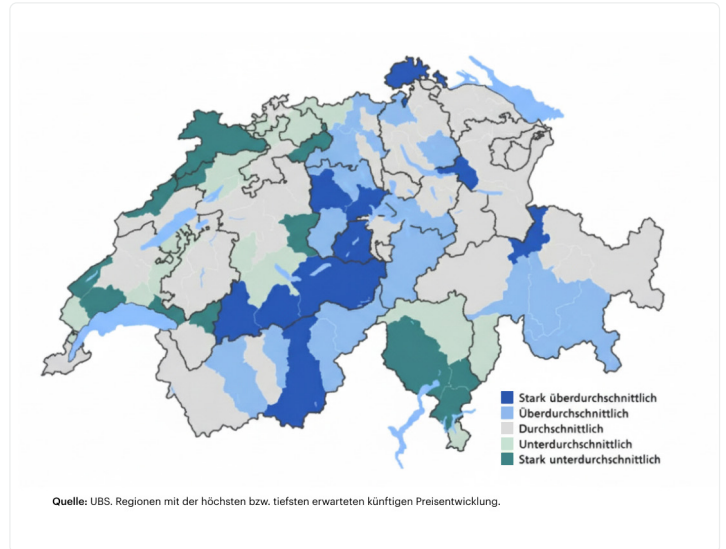 Stark überdurchschnittlich
Überdurchschnittlich
Durchschnittlich
Unterdurchschnittlich
Stark unterdurchschnittlich
Quelle: UBS. Regionen mit der höchsten bzw. tiefsten erwarteten künftigen Preisentwicklung.